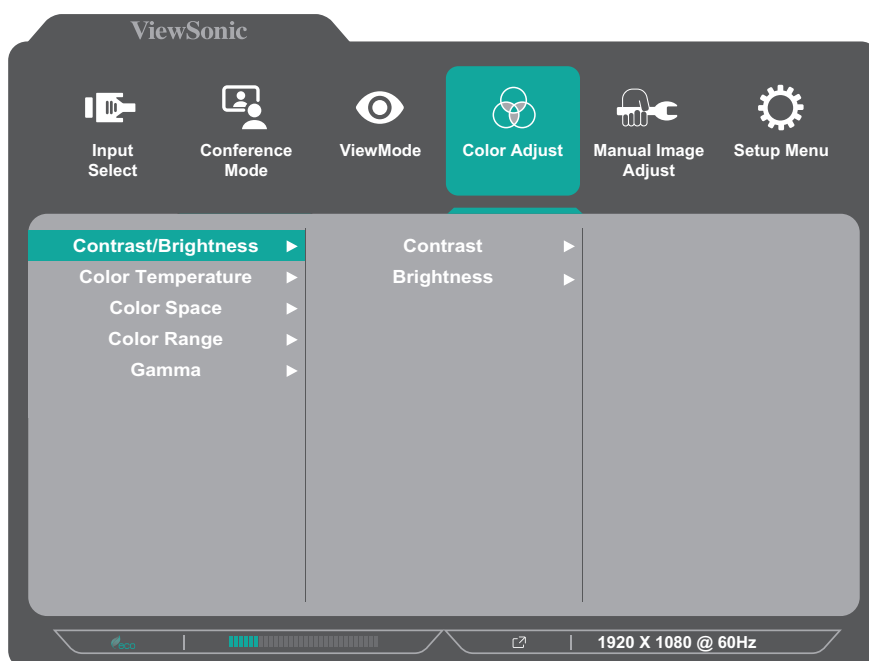 ViewSonic
Input
Select
Conference
Mode
ViewMode
Color Adjust
Manual Image
Adjust
Setup Menu
Contrast/Brightness
Color Temperature
Color Space
Color Range
Gamma
Contrast
Brightness
eco
1920 X 1080 @ 60Hz